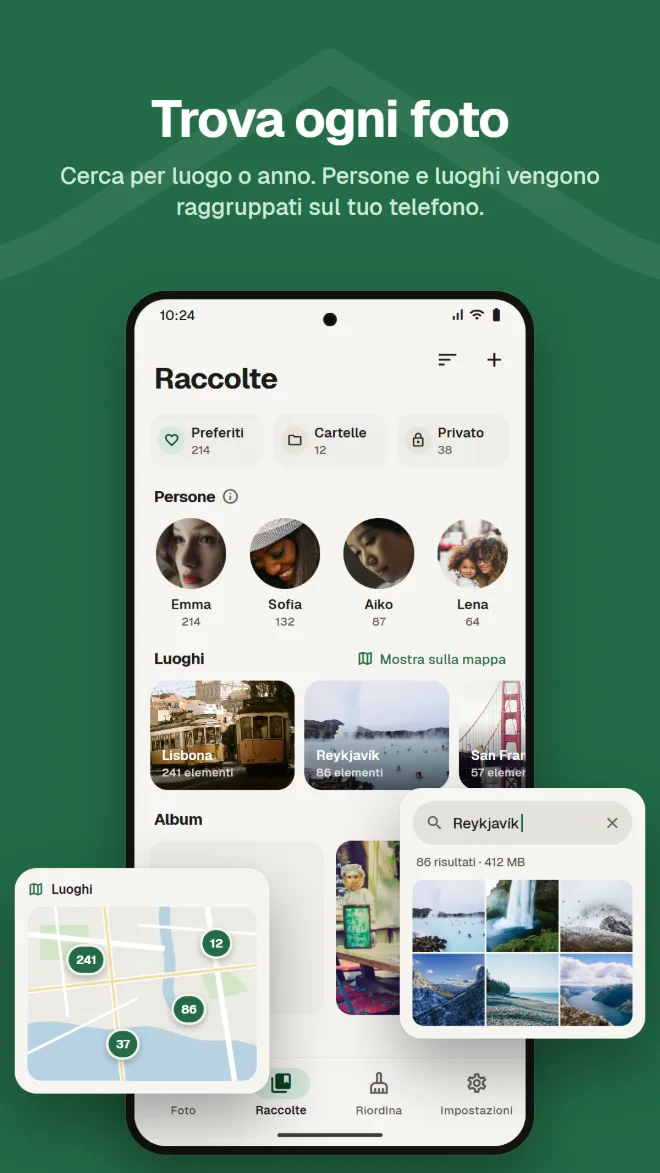 Trova ogni foto
Cerca per luogo o anno. Persone e luoghi vengono
raggruppati sul tuo telefono.
10:24
Raccolte
Preferiti
214
Cartelle
12
Privato
38
Persone
Emma
214
Sofia
132
Aiko
87
Lena
64
Luoghi
Mostra sulla mappa
Lisbona
241 elementi
Reykjavík
86 elementi
San Fran
57 elemen
Album
Reykjavík
86 risultati · 412 MB
Luoghi
241
12
86
37
Foto
Raccolte
Riordina
Impostazioni